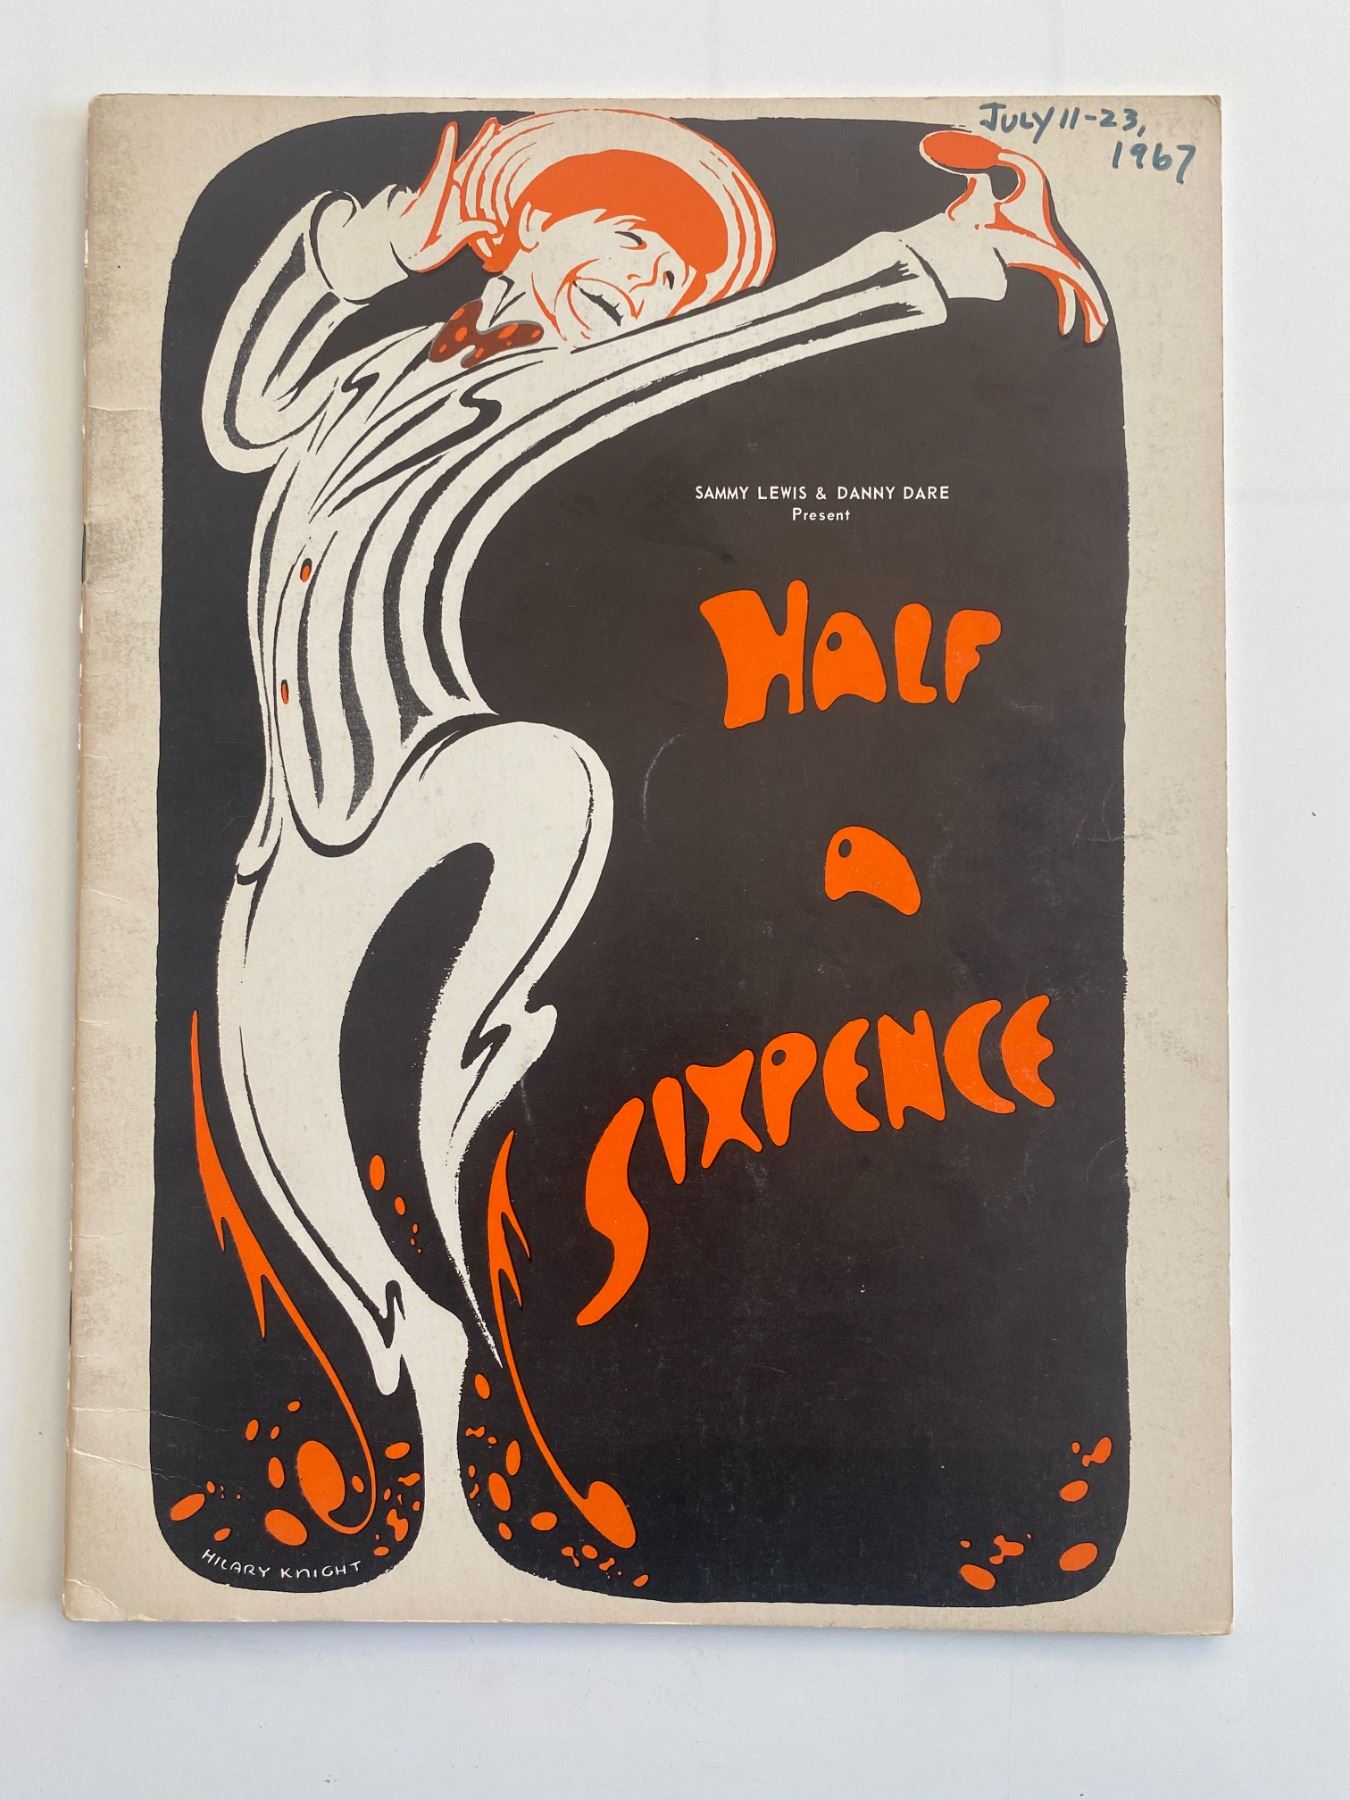 JULY 11-23,
1967
SAMMY LEWIS & DANNY DARE
Present
HALF
A
SIXPENCE
HILARY KNIGHT